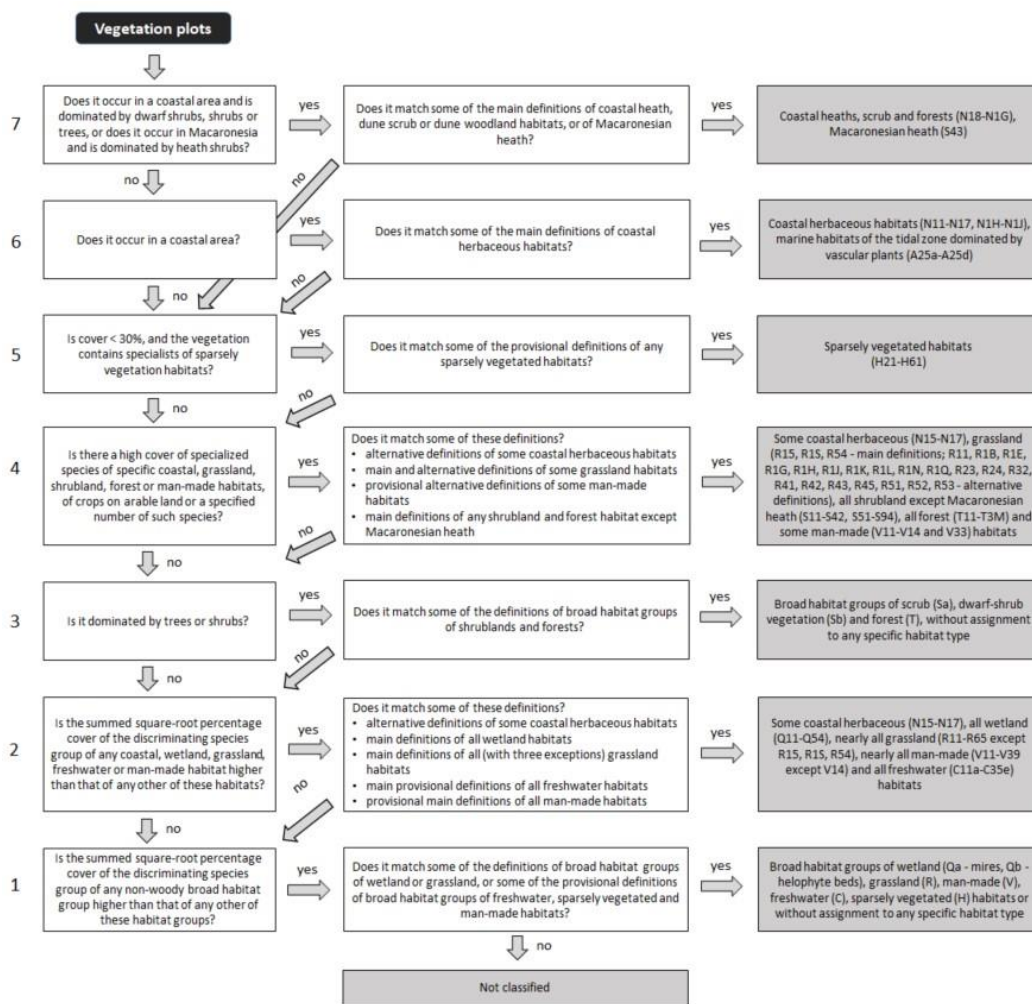 Vegetation plots
7
Does it occur in a coastal area and is
dominated by dwarf shrubs, shrubs or
trees, or does it occur in Macaronesia
and is dominated by heath shrubs?
yes
Does it match some of the main definitions of coastal heath,
dune scrub or dune woodland habitats, or of Macaronesian
heath?
yes
Coastal heaths, scrub and forests (N18-N1G),
Macaronesian heath (S43)
no
no
6
Does it occur in a coastal area?
yes
Does it match some of the main definitions of coastal
herbaceous habitats?
yes
Coastal herbaceous habitats (N11-N17, N1H-N1J),
marine habitats of the tidal zone dominated by
vascular plants (A25a-A25d)
no
no
5
Is cover < 30%, and the vegetation
contains specialists of sparsely
vegetation habitats?
yes
Does it match some of the provisional definitions of any
sparsely vegetated habitats?
yes
Sparsely vegetated habitats
(H21-H61)
no
no
4
Is there a high cover of specialized
species of specific coastal, grassland,
shrubland, forest or man-made habitats,
of crops on arable land or a specified
number of such species?
yes
Does it match some of these definitions?
• alternative definitions of some coastal herbaceous habitats
• main and alternative definitions of some grassland habitats
• provisional alternative definitions of some man-made
habitats
• main definitions of any shrubland and forest habitat except
Macaronesian heath
yes
Some coastal herbaceous (N15-N17), grassland
(R15, R1S, R54 - main definitions; R11, R1B, R1E,
R1G, R1H, R1J, R1K, R1L, R1N, R1Q, R23, R24, R32,
R41, R42, R43, R45, R51, R52, R53 - alternative
definitions), all shrubland except Macaronesian
heath (S11-S42, S51-S94), all forest (T11-T3M) and
some man-made (V11-V14 and V33) habitats
no
no
3
Is it dominated by trees or shrubs?
yes
Does it match some of the definitions of broad habitat groups
of shrublands and forests?
yes
Broad habitat groups of scrub (Sa), dwarf-shrub
vegetation (Sb) and forest (T), without assignment
to any specific habitat type
no
no
2
Is the summed square-root percentage
cover of the discriminating species
group of any coastal, wetland, grassland,
freshwater or man-made habitat higher
than that of any other of these habitats?
yes
Does it match some of these definitions?
• alternative definitions of some coastal herbaceous habitats
• main definitions of all wetland habitats
• main definitions of all (with three exceptions) grassland
habitats
• main provisional definitions of all freshwater habitats
• provisional main definitions of all man-made habitats
yes
Some coastal herbaceous (N15-N17), all wetland
(Q11-Q54), nearly all grassland (R11-R65 except
R15, R1S, R54), nearly all man-made (V11-V39
except V14) and all freshwater (C11a-C35e)
habitats
no
no
1
Is the summed square-root percentage
cover of the discriminating species
group of any non-woody broad habitat
group higher than that of any other of
these habitat groups?
yes
Does it match some of the definitions of broad habitat groups
of wetland or grassland, or some of the provisional definitions
of broad habitat groups of freshwater, sparsely vegetated and
man-made habitats?
yes
Broad habitat groups of wetland (Qa - mires, Qb -
helophyte beds), grassland (R), man-made (V),
freshwater (C), sparsely vegetated (H) habitats or
without assignment to any specific habitat type
no
Not classified